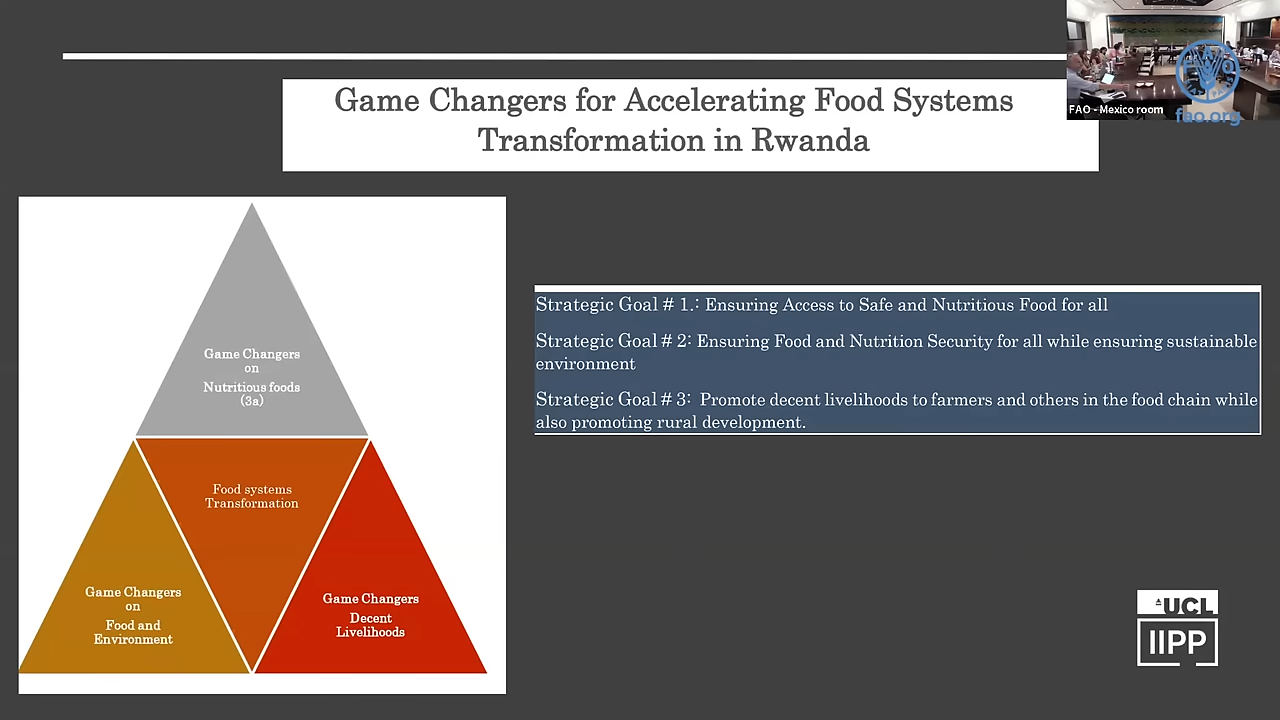 Game Changers for Accelerating Food Systems
Transformation in Rwanda
FAO - Mexico room
FAO
fao.org
Game Changers
on
Nutritious foods
(3a)
Food systems
Transformation
Game Changers
on
Food and
Environment
Game Changers
Decent
Livelihoods
Strategic Goal # 1.: Ensuring Access to Safe and Nutritious Food for all
Strategic Goal # 2: Ensuring Food and Nutrition Security for all while ensuring sustainable
environment
Strategic Goal # 3: Promote decent livelihoods to farmers and others in the food chain while
also promoting rural development.
UCL
IIPP